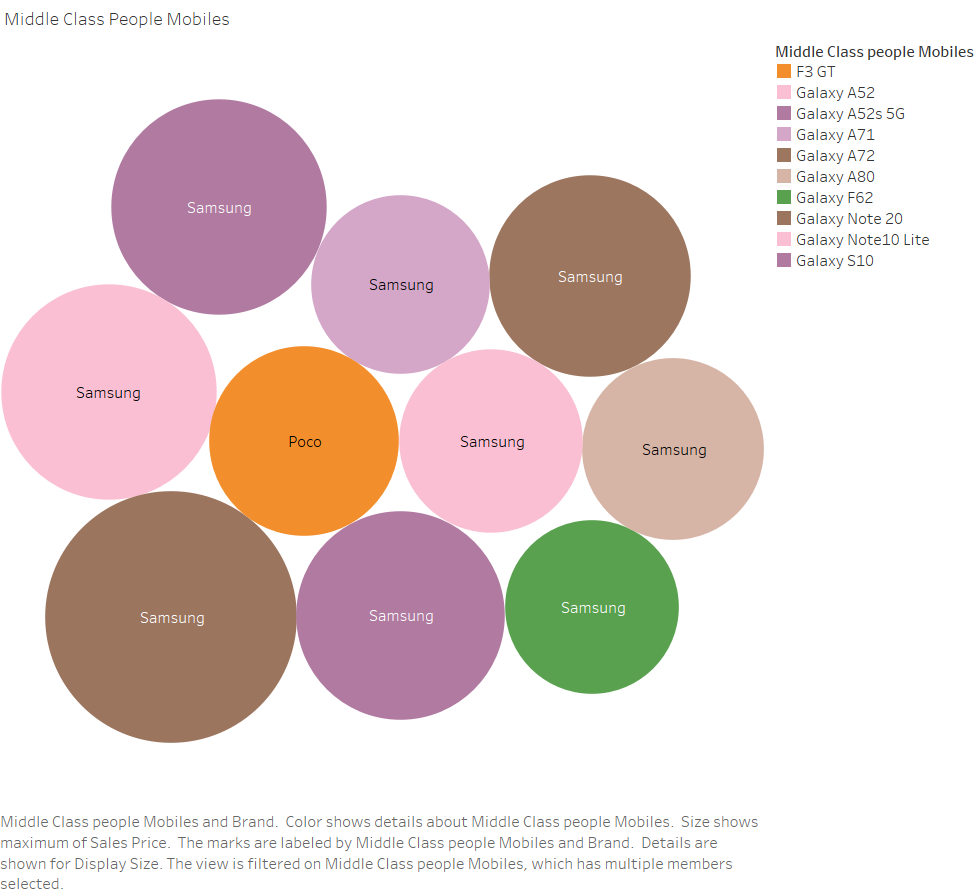 Middle Class People Mobiles
Middle Class people Mobiles
F3 GT
Galaxy A52
Galaxy A52s 5G
Galaxy A71
Galaxy A72
Galaxy A80
Galaxy F62
Galaxy Note 20
Galaxy Note10 Lite
Galaxy S10
Samsung
Samsung
Samsung
Samsung
Poco
Samsung
Samsung
Samsung
Samsung
Samsung
Middle Class people Mobiles and Brand.  Color shows details about Middle Class people Mobiles.  Size shows
maximum of Sales Price.  The marks are labeled by Middle Class people Mobiles and Brand.  Details are
shown for Display Size. The view is filtered on Middle Class people Mobiles, which has multiple members
selected.